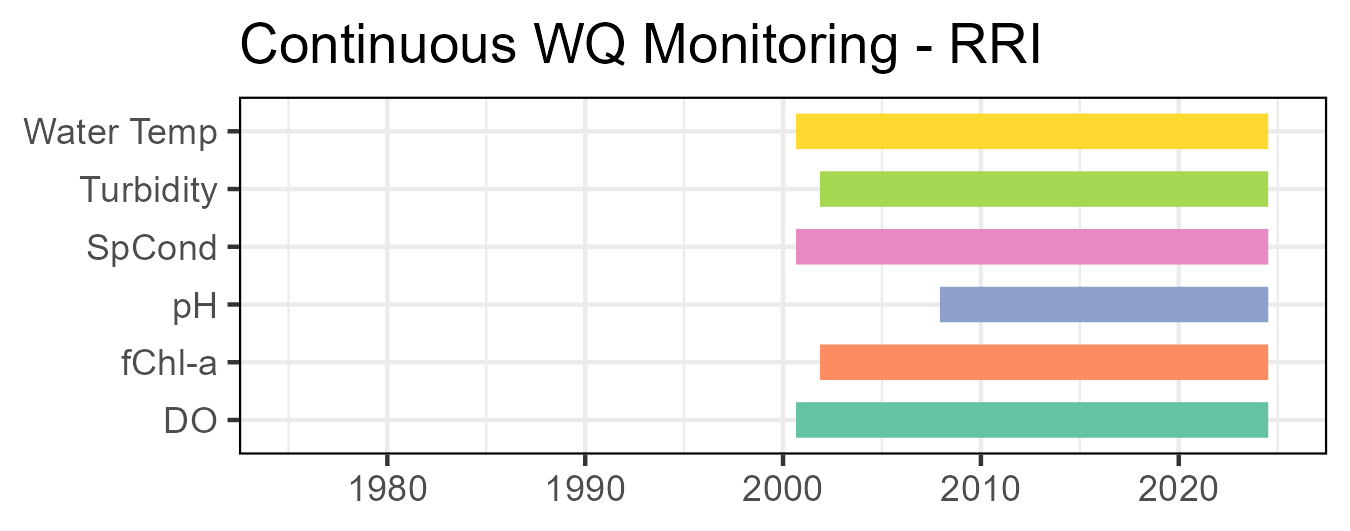 Continuous WQ Monitoring - RRI
Water Temp
Turbidity
SpCond
pH
fChl-a
DO
1980 1990 2000 2010 2020